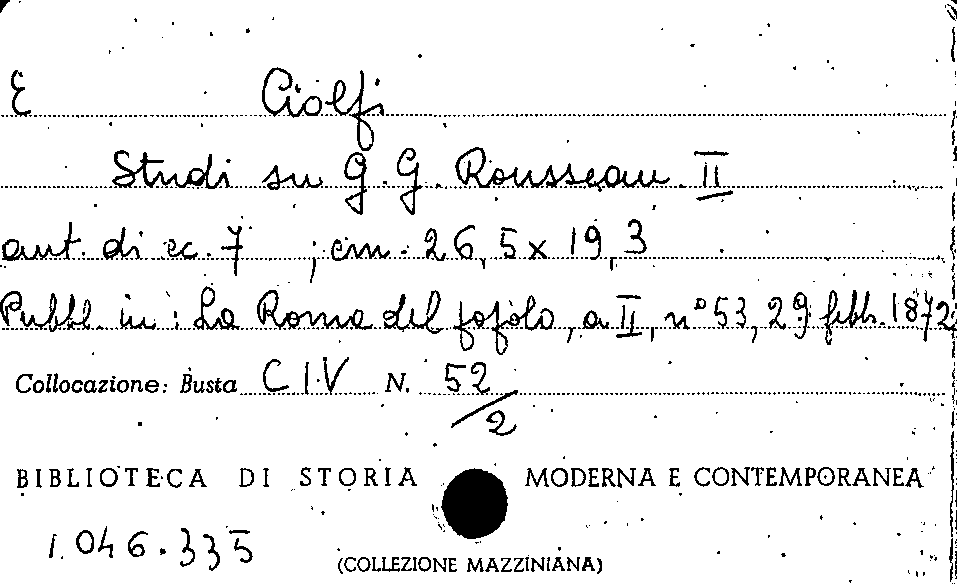 E Ciolfi
Studi su G. G. Rousseau. II
aut. di cc. 7 ; cm. 26,5 x 19,3
Pubbl. in: La Roma del popolo, a II, n° 53, 29 febb. 1872
Collocazione: Busta CIV N. 52/2
BIBLIOTECA DI STORIA MODERNA E CONTEMPORANEA
1.046.335
(COLLEZIONE MAZZINIANA)